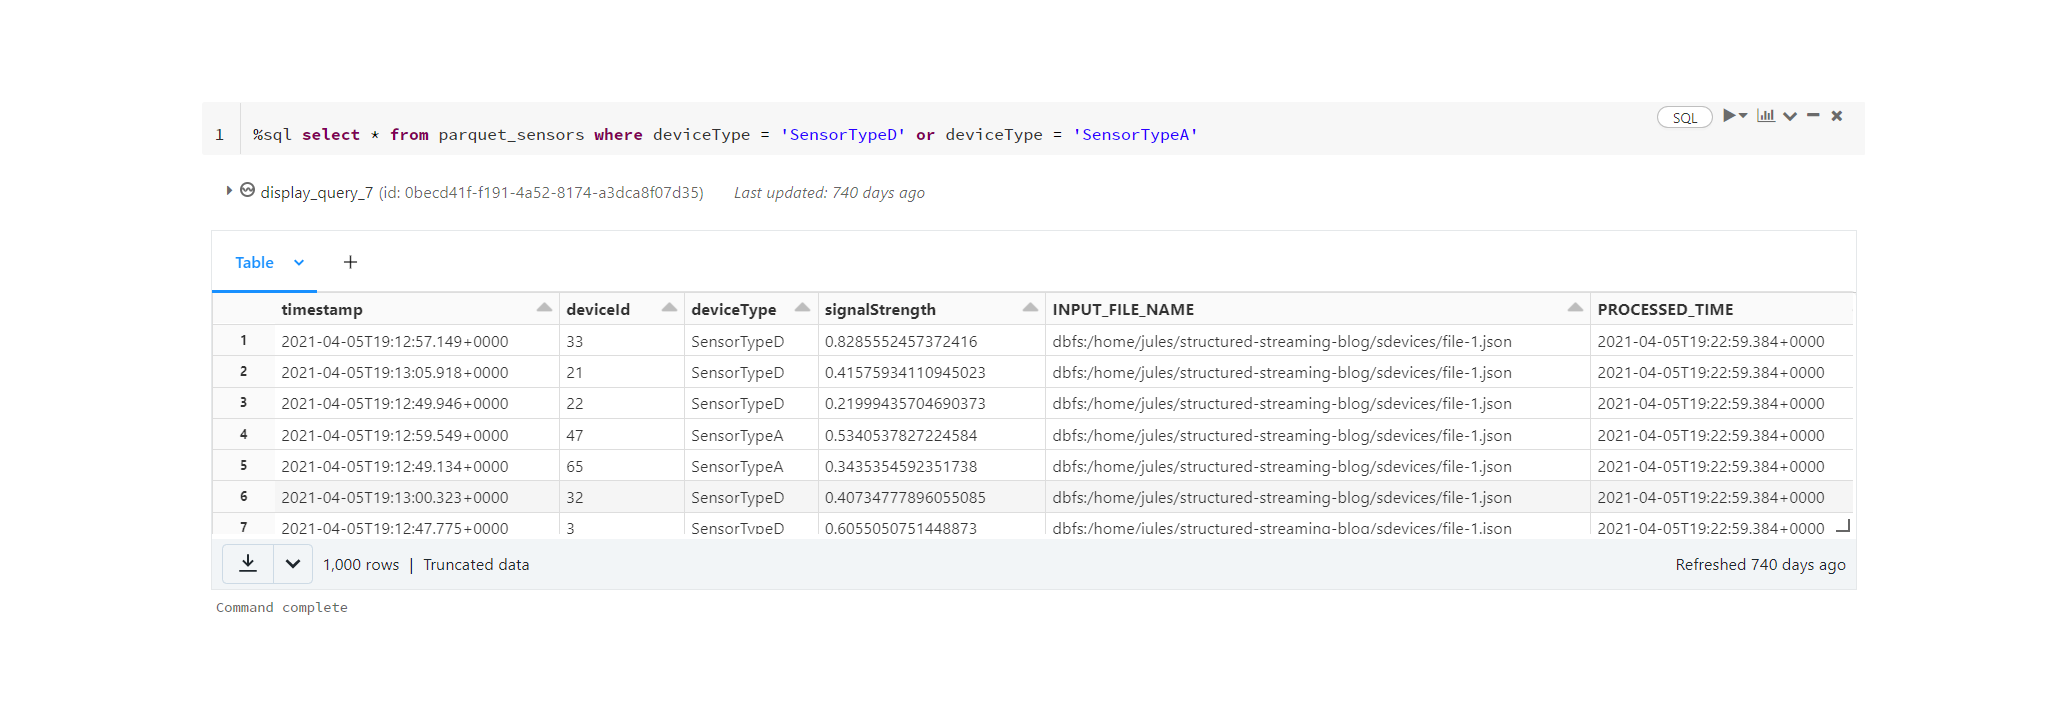 SQL
1 %sql select * from parquet_sensors where deviceType = 'SensorTypeD' or deviceType = 'SensorTypeA'
display_query_7 (id: 0becd41f-f191-4a52-8174-a3dca8f07d35) Last updated: 740 days ago
Table +
timestamp deviceId deviceType signalStrength INPUT_FILE_NAME PROCESSED_TIME
1 2021-04-05T19:12:57.149+0000 33 SensorTypeD 0.8285552457372416 dbfs:/home/jules/structured-streaming-blog/sdevices/file-1.json 2021-04-05T19:22:59.384+0000
2 2021-04-05T19:13:05.918+0000 21 SensorTypeD 0.41575934110945023 dbfs:/home/jules/structured-streaming-blog/sdevices/file-1.json 2021-04-05T19:22:59.384+0000
3 2021-04-05T19:12:49.946+0000 22 SensorTypeD 0.21999435704690373 dbfs:/home/jules/structured-streaming-blog/sdevices/file-1.json 2021-04-05T19:22:59.384+0000
4 2021-04-05T19:12:59.549+0000 47 SensorTypeA 0.5340537827224584 dbfs:/home/jules/structured-streaming-blog/sdevices/file-1.json 2021-04-05T19:22:59.384+0000
5 2021-04-05T19:12:49.134+0000 65 SensorTypeA 0.3435354592351738 dbfs:/home/jules/structured-streaming-blog/sdevices/file-1.json 2021-04-05T19:22:59.384+0000
6 2021-04-05T19:13:00.323+0000 32 SensorTypeD 0.40734777896055085 dbfs:/home/jules/structured-streaming-blog/sdevices/file-1.json 2021-04-05T19:22:59.384+0000
7 2021-04-05T19:12:47.775+0000 3 SensorTypeD 0.6055050751448873 dbfs:/home/jules/structured-streaming-blog/sdevices/file-1.json 2021-04-05T19:22:59.384+0000
1,000 rows | Truncated data Refreshed 740 days ago
Command complete